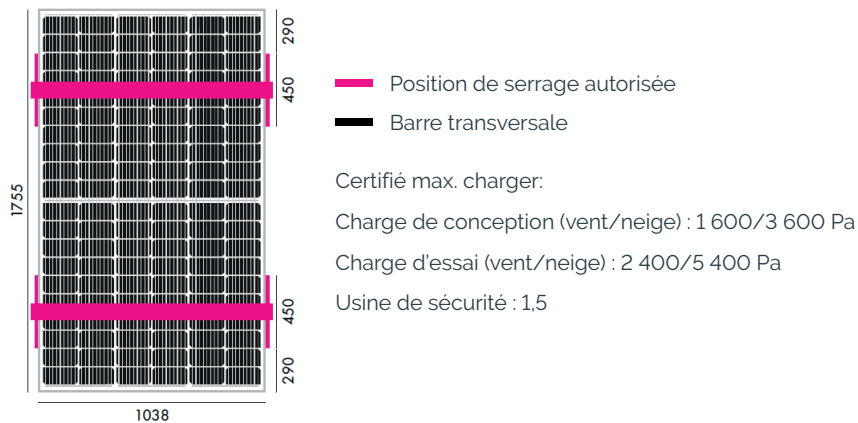 290
450
1755
450
290
1038
Position de serrage autorisée
Barre transversale
Certifié max. charger:
Charge de conception (vent/neige) : 1 600/3 600 Pa
Charge d'essai (vent/neige) : 2 400/5 400 Pa
Usine de sécurité : 1,5